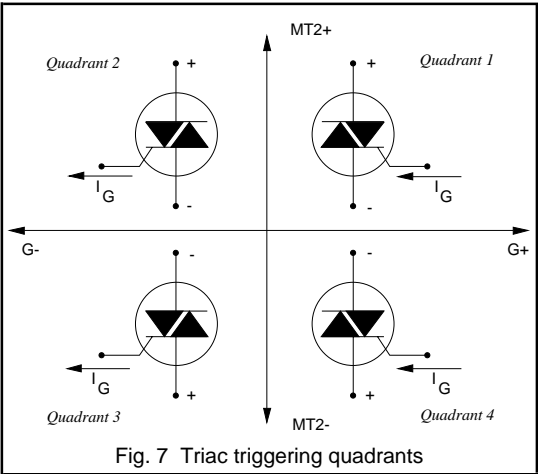 MT2+
Quadrant 2
Quadrant 1
+
+
I G
I G
-
-
G-
G+
-
-
I G
I G
+
+
Quadrant 3
Quadrant 4
MT2-
Fig. 7 Triac triggering quadrants